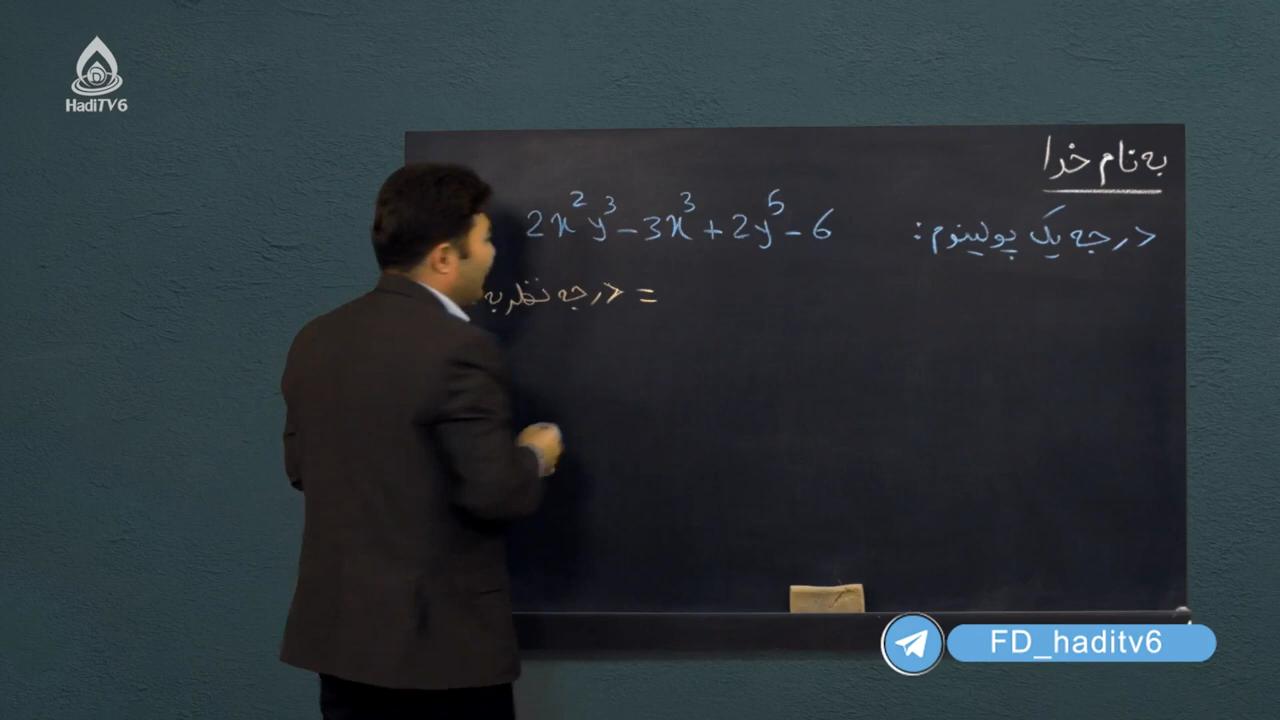 HadiTV6
به نام خدا
درجه یک پولینوم :
2x²y³ - 3x³ + 2y⁵ - 6
درجه نظر به =
FD_haditv6